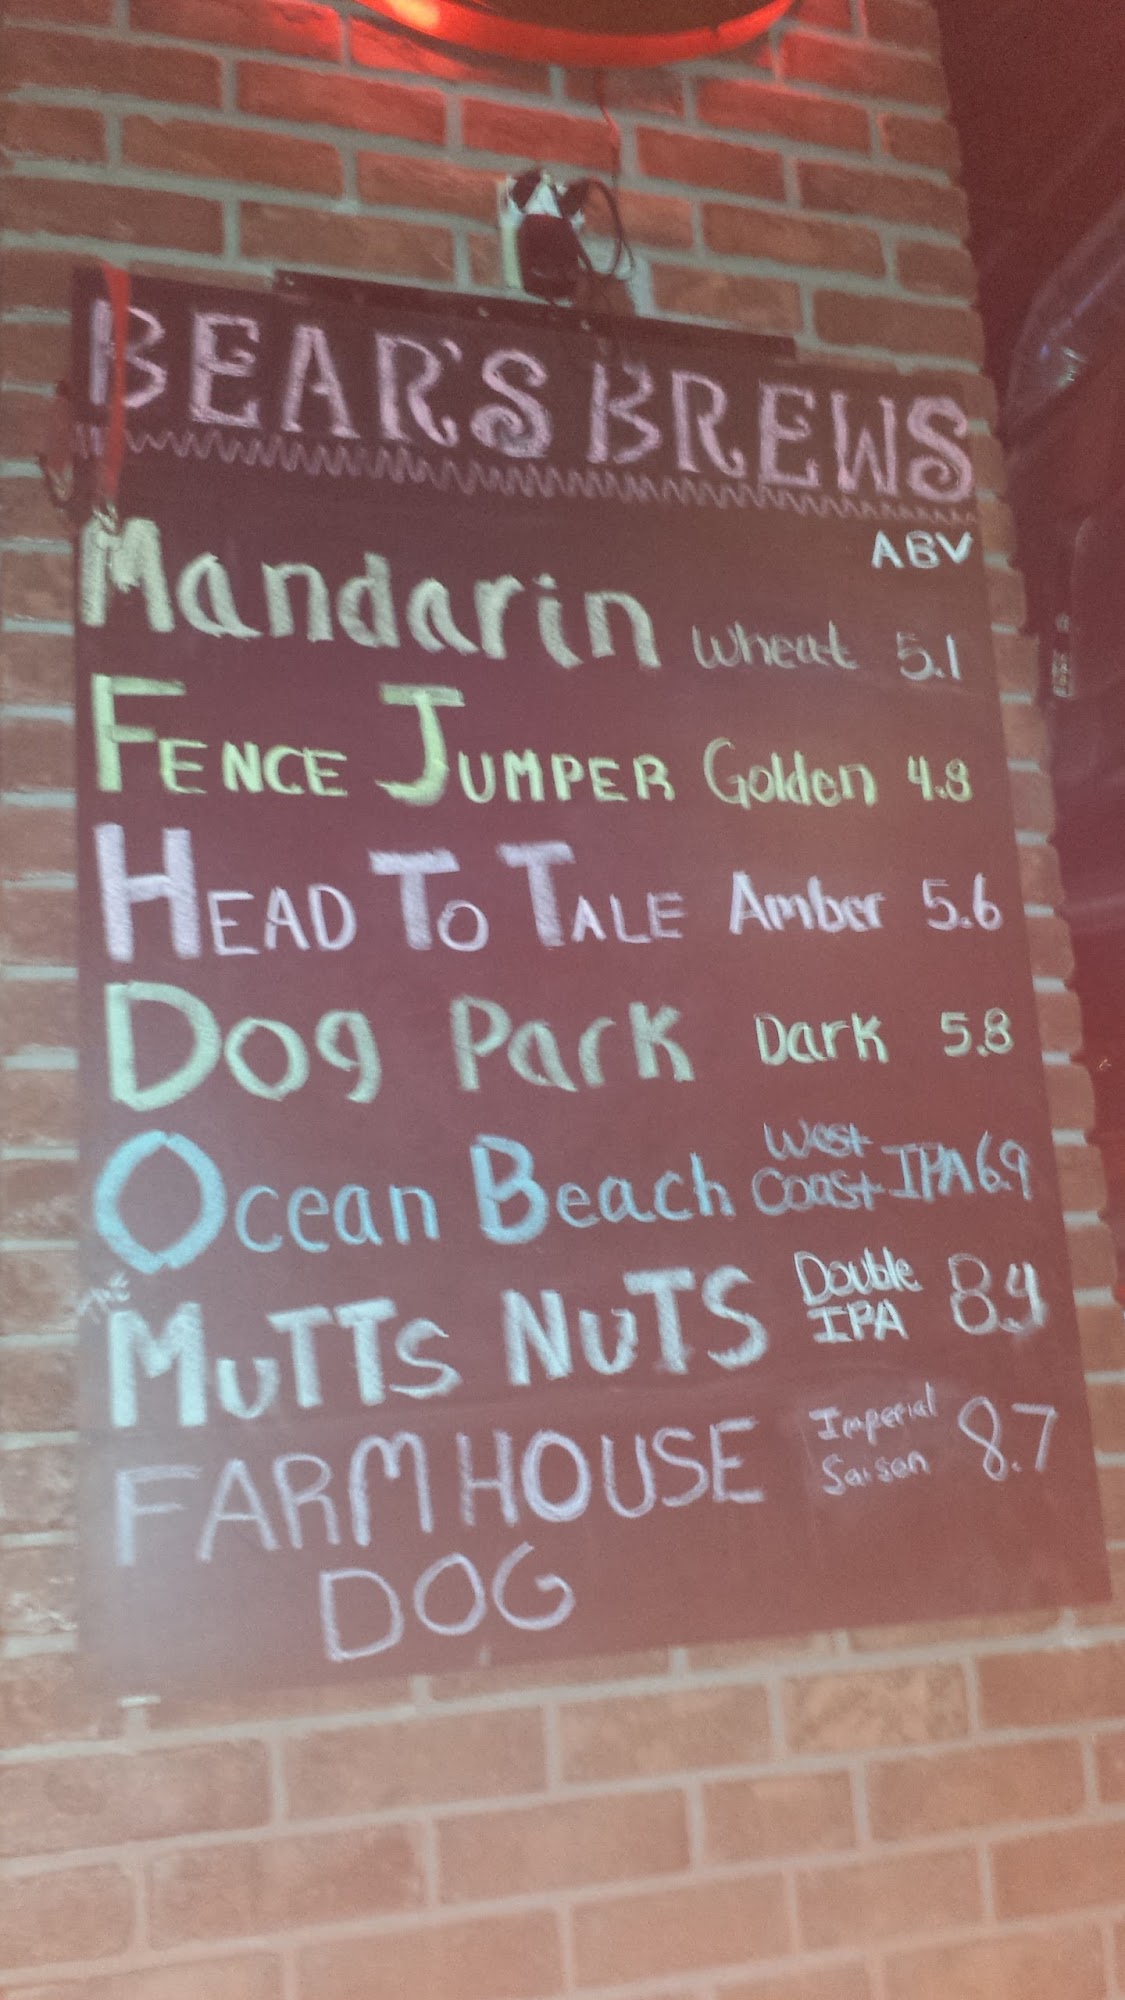 BEAR'S BREWS
ABV
Mandarin Wheat 5.1
FENCE JUMPER Golden 4.8
HEAD TO TALE Amber 5.6
Dog Park Dark 5.8
Ocean Beach West Coast IPA 6.9
THE MUTTS NUTS Double IPA 8.4
FARMHOUSE DOG Imperial Saison 8.7